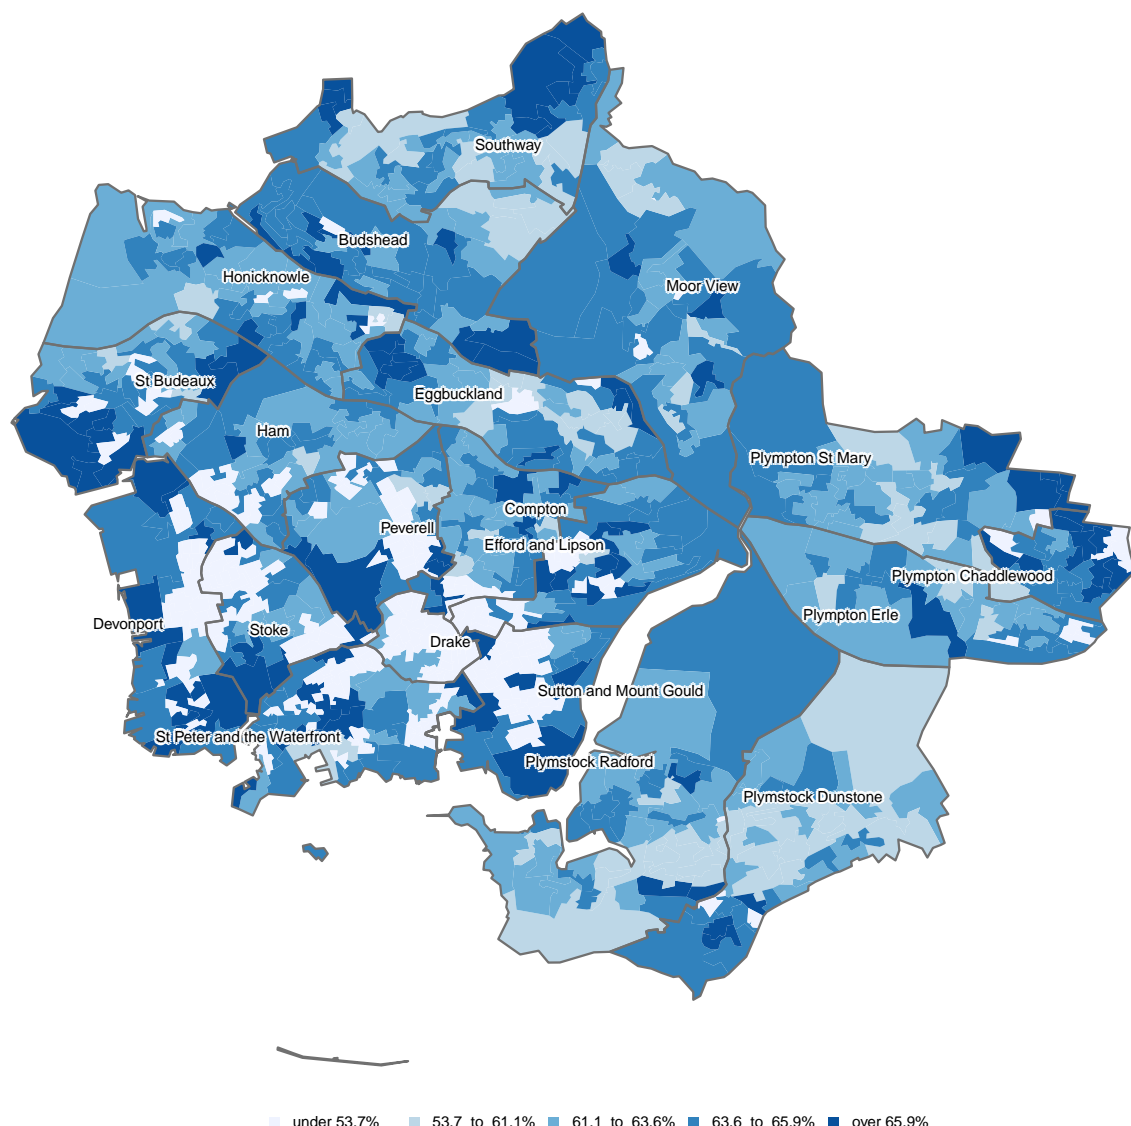 Southway
Budshead
Honicknowle
Moor View
St Budeaux
Eggbuckland
Ham
Plympton St Mary
Compton
Peverell
Efford and Lipson
Plympton Chaddlewood
Plympton Erle
Devonport
Stoke
Drake
Sutton and Mount Gould
St Peter and the Waterfront
Plymstock Radford
Plymstock Dunstone
under 53.7% 53.7 to 61.1% 61.1 to 63.6% 63.6 to 65.9% over 65.9%